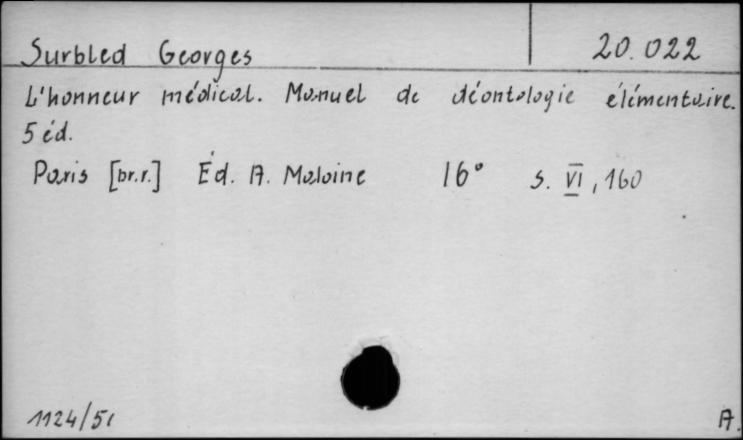 Surbled Georges 20.022
L'honneur médical. Manuel de déontologie élémentaire.
5 éd.
Paris [br.r.] Éd. A. Maloine 16° s. VI, 160
1124/51 A.